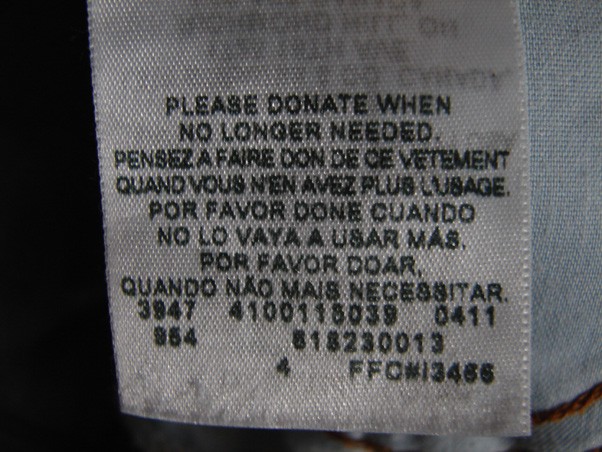 PLEASE DONATE WHEN
NO LONGER NEEDED.
PENSEZ A FAIRE DON DE CE VETEMENT
QUAND VOUS N'EN AVEZ PLUS L'USAGE.
POR FAVOR DONE CUANDO
NO LO VAYA A USAR MÁS.
POR FAVOR DOAR,
QUANDO NÃO MAIS NECESSITAR.
3947 4100115039 0411
954 618230013
4 FFC#13466